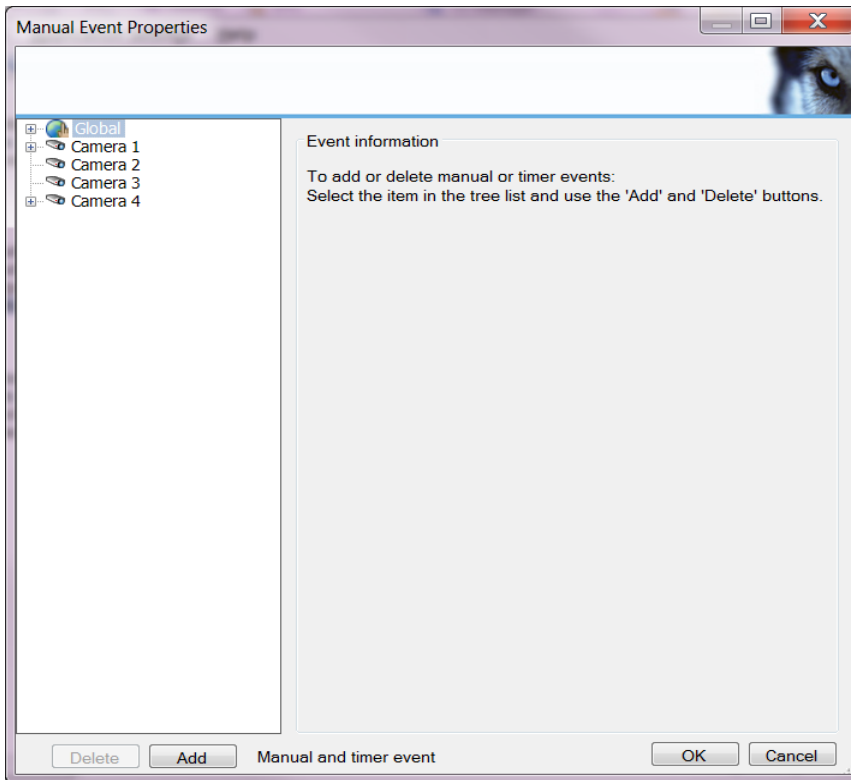 Manual Event Properties
Global
Camera 1
Camera 2
Camera 3
Camera 4
Event information
To add or delete manual or timer events:
Select the item in the tree list and use the 'Add' and 'Delete' buttons.
Delete
Add
Manual and timer event
OK
Cancel